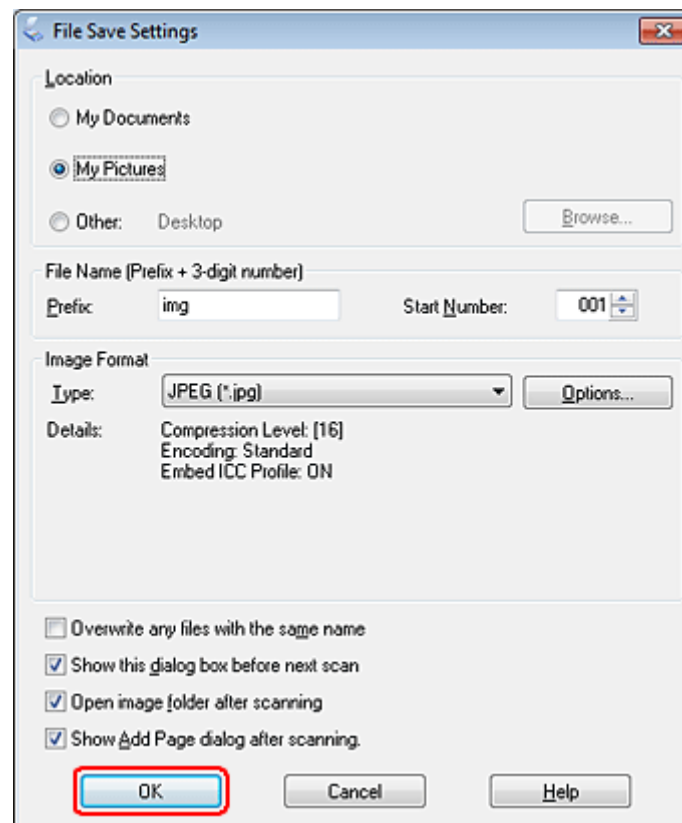 File Save Settings
Location
My Documents
My Pictures
Other: Desktop Browse...
File Name (Prefix + 3-digit number)
Prefix: img Start Number: 001
Image Format
Type: JPEG (*.jpg) Options...
Details: Compression Level: [16]
Encoding: Standard
Embed ICC Profile: ON
Overwrite any files with the same name
Show this dialog box before next scan
Open image folder after scanning
Show Add Page dialog after scanning.
OK Cancel Help